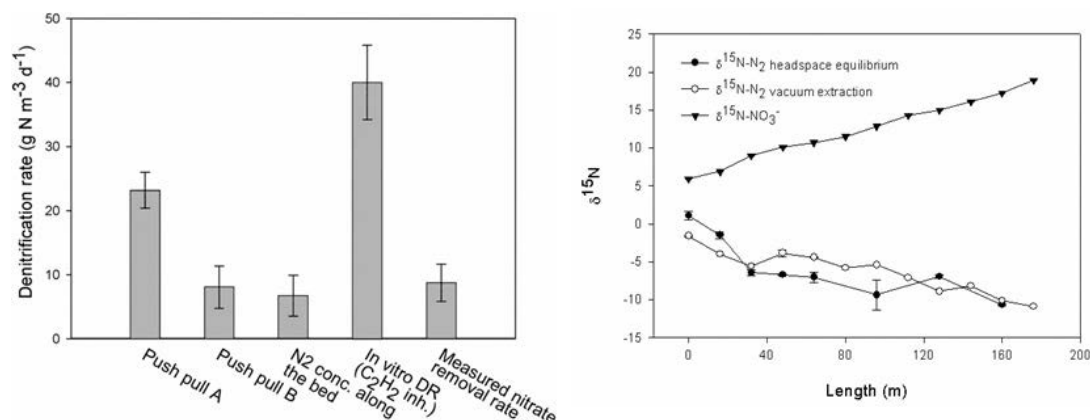 Denitrification rate (g N m⁻³ d⁻¹)
50
40
30
20
10
0
Push pull A
Push pull B
N2 conc. along
the bed
In vitro DR
(C₂H₂ inh.)
Measured nitrate
removal rate
δ¹⁵N
25
20
15
10
5
0
-5
-10
-15
δ¹⁵N-N₂ headspace equilibrium
δ¹⁵N-N₂ vacuum extraction
δ¹⁵N-NO₃⁻
0 40 80 120 160 200
Length (m)